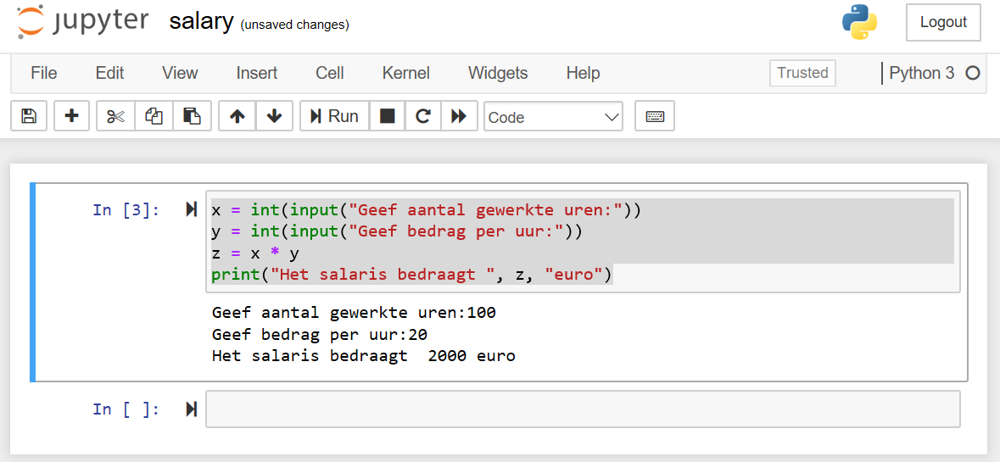 jupyter salary (unsaved changes) Logout
File Edit View Insert Cell Kernel Widgets Help Trusted Python 3
Run Code
In [3]: x = int(input("Geef aantal gewerkte uren:"))
y = int(input("Geef bedrag per uur:"))
z = x * y
print("Het salaris bedraagt ", z, "euro")
Geef aantal gewerkte uren:100
Geef bedrag per uur:20
Het salaris bedraagt  2000 euro
In [ ]: